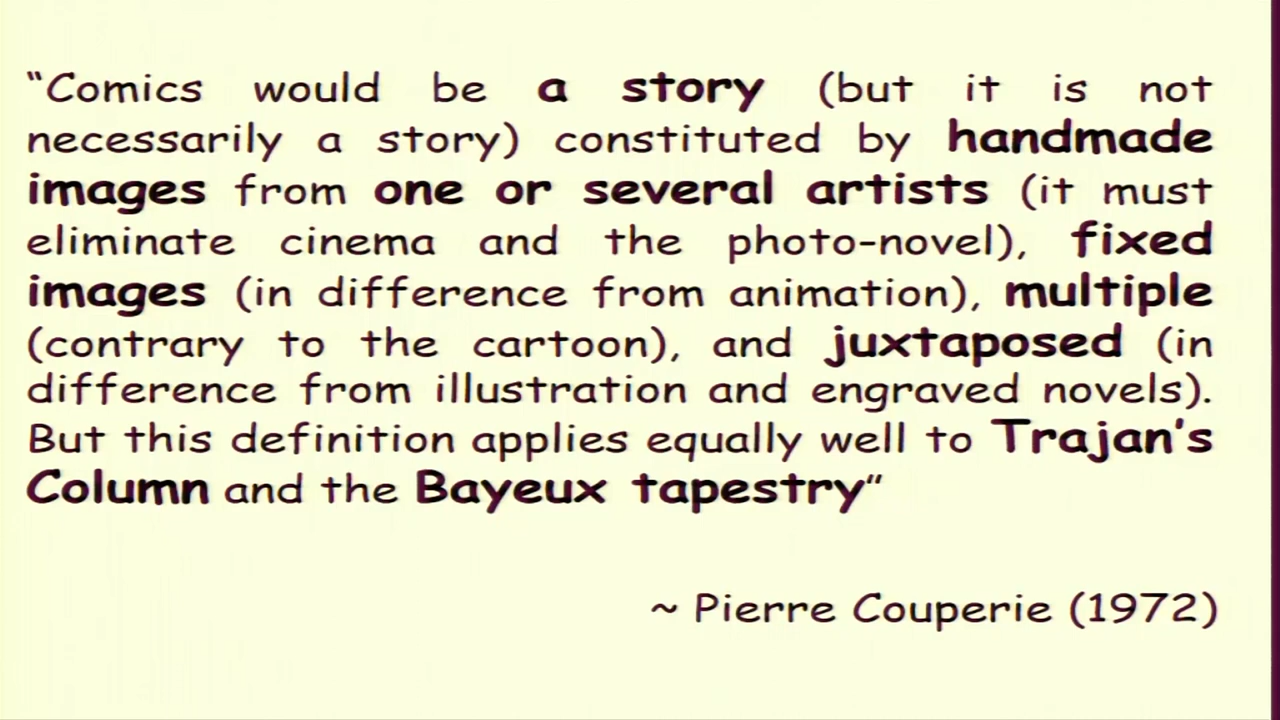 “Comics would be a story (but it is not
necessarily a story) constituted by handmade
images from one or several artists (it must
eliminate cinema and the photo-novel), fixed
images (in difference from animation), multiple
(contrary to the cartoon), and juxtaposed (in
difference from illustration and engraved novels).
But this definition applies equally well to Trajan's
Column and the Bayeux tapestry”
~ Pierre Couperie (1972)